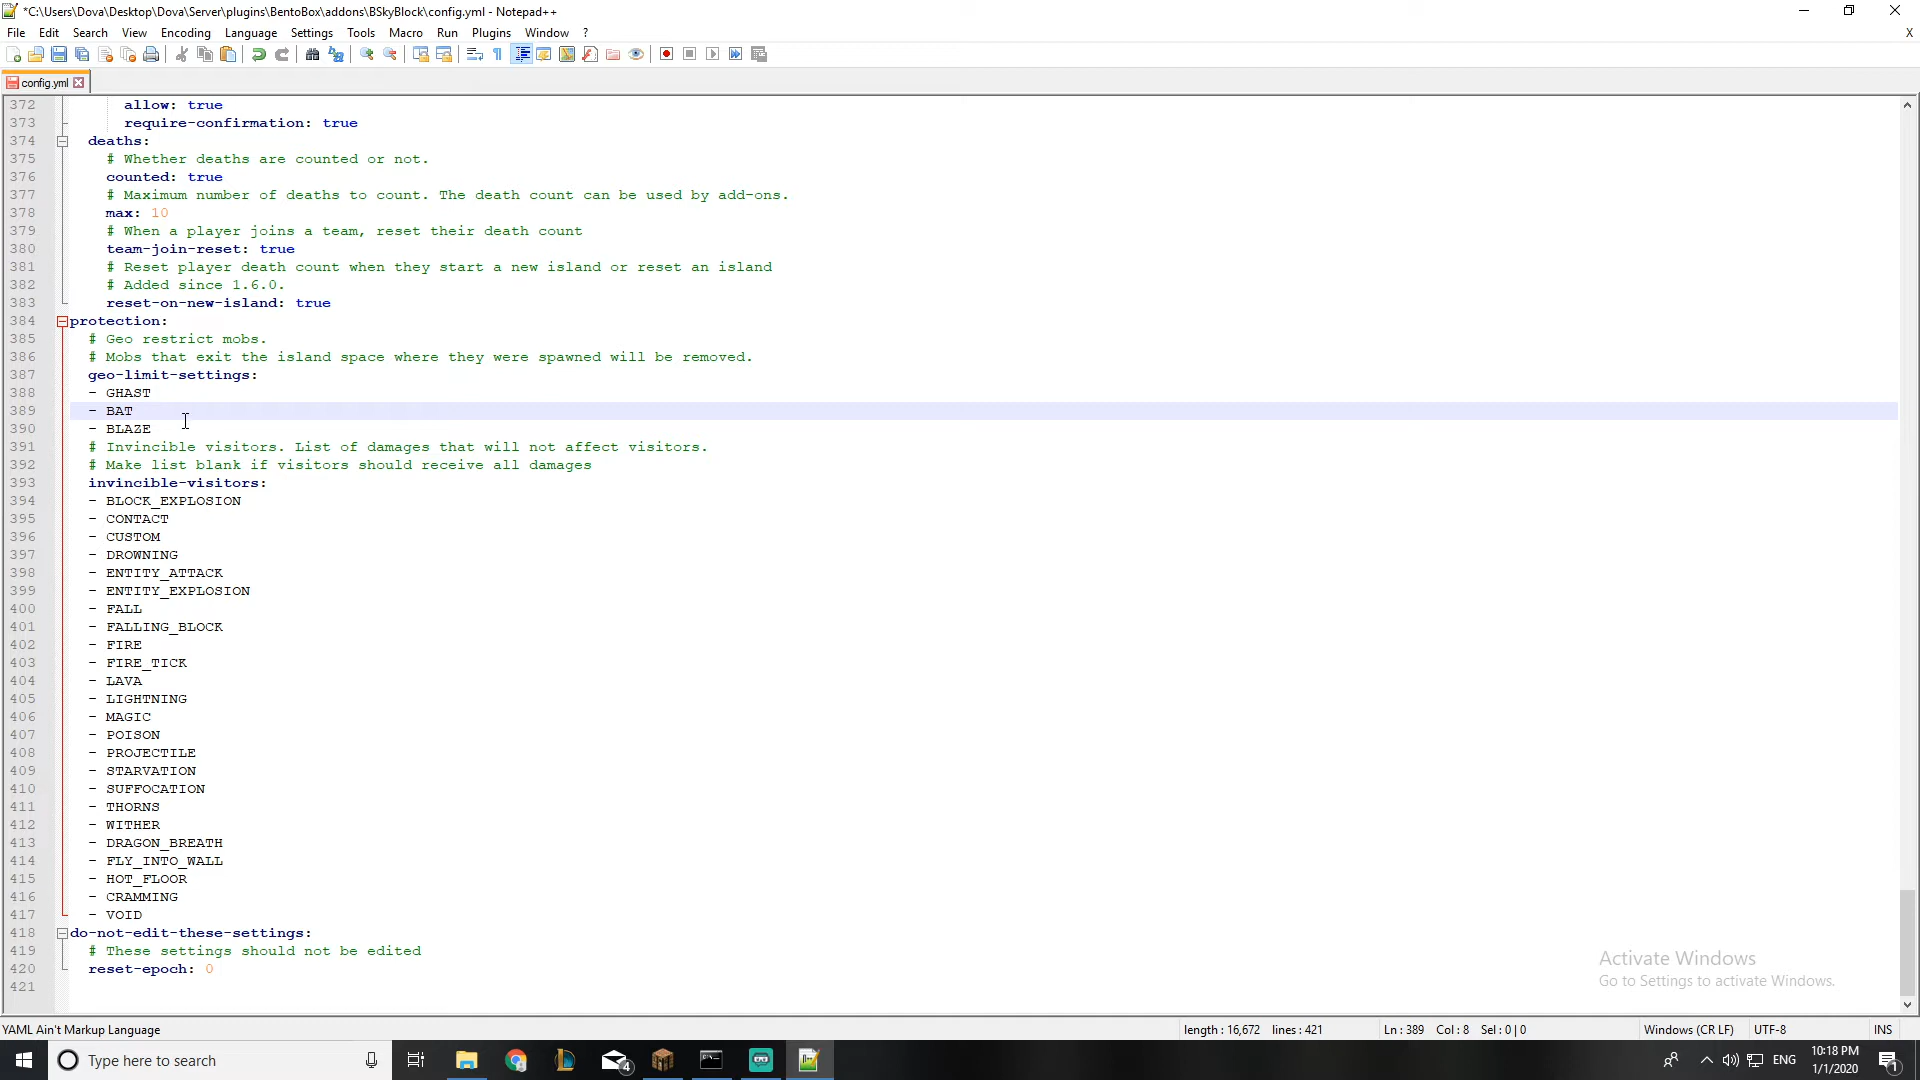 *C:\Users\Dova\Desktop\Dova\Server\plugins\BentoBox\addons\BSkyBlock\config.yml - Notepad++
File Edit Search View Encoding Language Settings Tools Macro Run Plugins Window ? X
config.yml
372 allow: true
373 require-confirmation: true
374 deaths:
375 # Whether deaths are counted or not.
376 counted: true
377 # Maximum number of deaths to count. The death count can be used by add-ons.
378 max: 10
379 # When a player joins a team, reset their death count
380 team-join-reset: true
381 # Reset player death count when they start a new island or reset an island
382 # Added since 1.6.0.
383 reset-on-new-island: true
384 protection:
385 # Geo restrict mobs.
386 # Mobs that exit the island space where they were spawned will be removed.
387 geo-limit-settings:
388 - GHAST
389 - BAT
390 - BLAZE
391 # Invincible visitors. List of damages that will not affect visitors.
392 # Make list blank if visitors should receive all damages
393 invincible-visitors:
394 - BLOCK_EXPLOSION
395 - CONTACT
396 - CUSTOM
397 - DROWNING
398 - ENTITY_ATTACK
399 - ENTITY_EXPLOSION
400 - FALL
401 - FALLING_BLOCK
402 - FIRE
403 - FIRE_TICK
404 - LAVA
405 - LIGHTNING
406 - MAGIC
407 - POISON
408 - PROJECTILE
409 - STARVATION
410 - SUFFOCATION
411 - THORNS
412 - WITHER
413 - DRAGON_BREATH
414 - FLY_INTO_WALL
415 - HOT_FLOOR
416 - CRAMMING
417 - VOID
418 do-not-edit-these-settings:
419 # These settings should not be edited
420 reset-epoch: 0
421
Activate Windows
Go to Settings to activate Windows.
YAML Ain't Markup Language length : 16,672 lines : 421 Ln : 389 Col : 8 Sel : 0 | 0 Windows (CR LF) UTF-8 INS
Type here to search 4 ENG 10:18 PM 1
1/1/2020